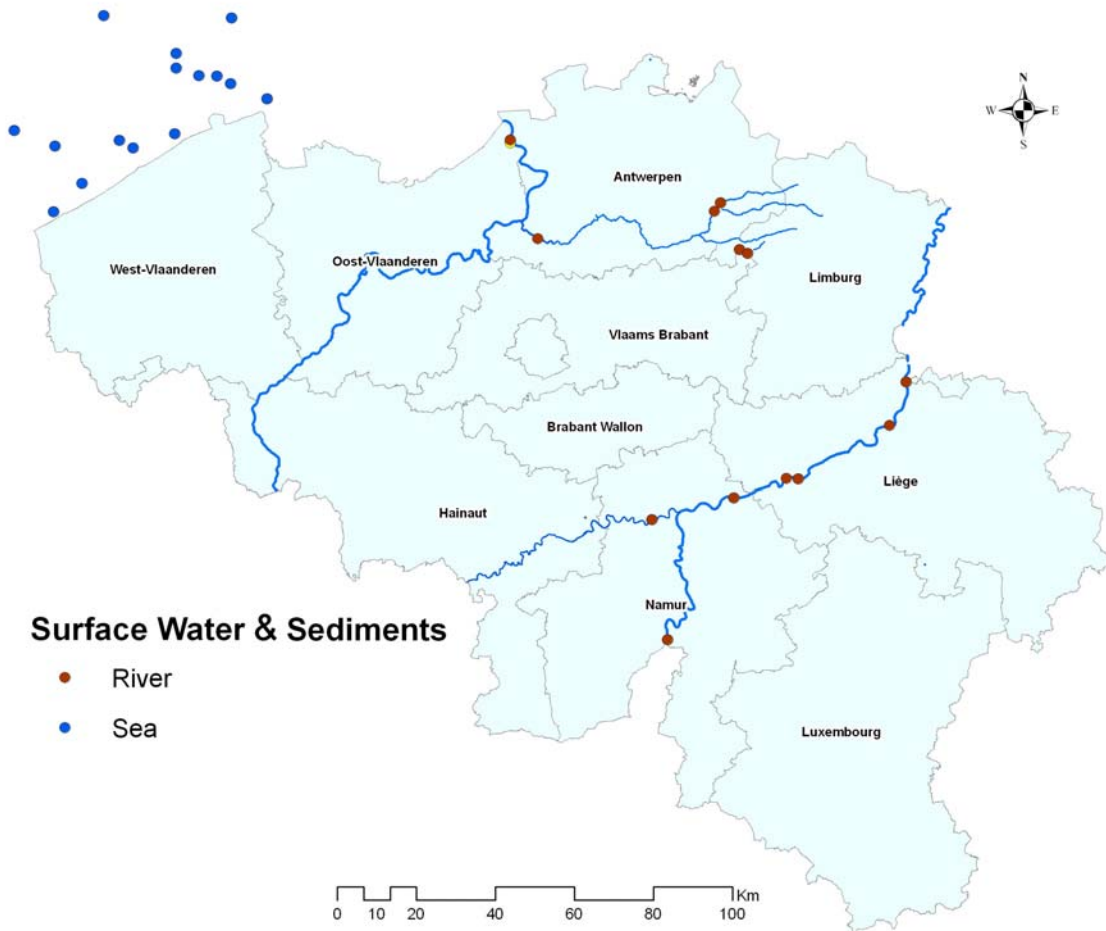 N
W E
S
Antwerpen
West-Vlaanderen
Oost-Vlaanderen
Limburg
Vlaams Brabant
Brabant Wallon
Liège
Hainaut
Namur
Surface Water & Sediments
River
Sea
Luxembourg
Km
0 10 20 40 60 80 100